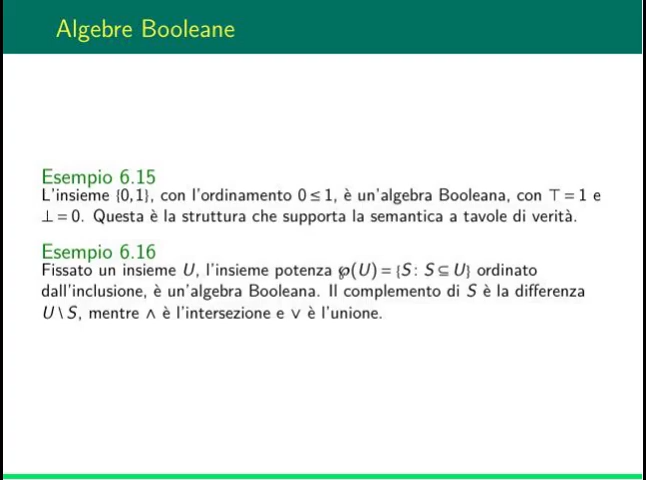 Algebre Booleane
Esempio 6.15
L'insieme {0,1}, con l'ordinamento 0 ≤ 1, è un'algebra Booleana, con ⊤ = 1 e
⊥ = 0. Questa è la struttura che supporta la semantica a tavole di verità.
Esempio 6.16
Fissato un insieme U, l'insieme potenza ℘(U) = {S : S ⊆ U} ordinato
dall'inclusione, è un'algebra Booleana. Il complemento di S è la differenza
U \ S, mentre ∧ è l'intersezione e ∨ è l'unione.